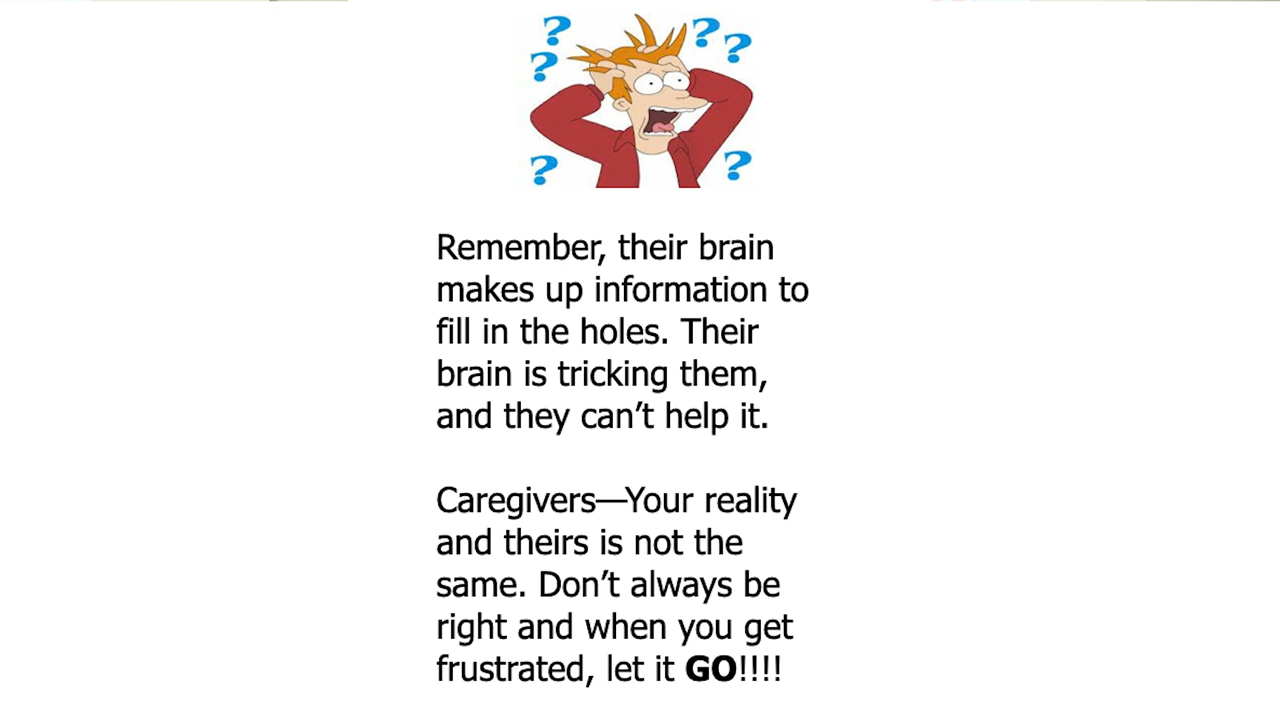 ? ? ? ?
? ?
Remember, their brain
makes up information to
fill in the holes. Their
brain is tricking them,
and they can’t help it.
Caregivers—Your reality
and theirs is not the
same. Don’t always be
right and when you get
frustrated, let it GO!!!!